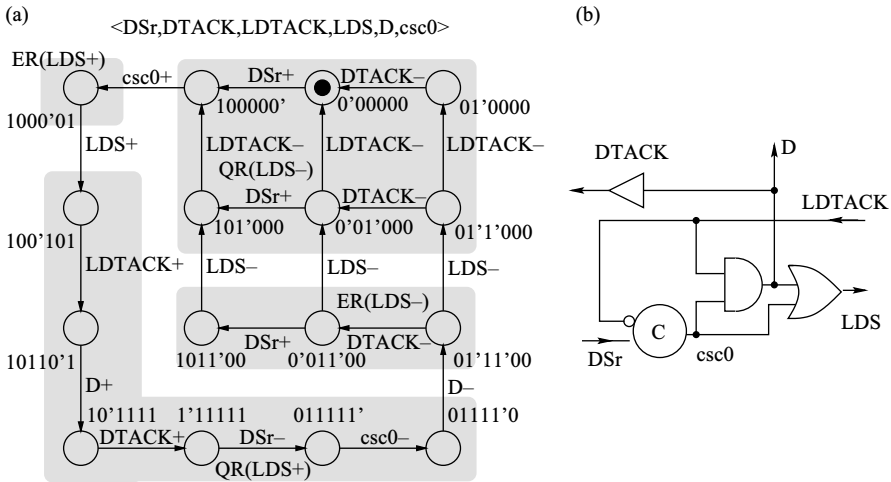 (a)
<DSr,DTACK,LDTACK,LDS,D,csc0>
(b)
ER(LDS+)
csc0+
DSr+
DTACK–
1000'01
100000'
0'00000
01'0000
LDS+
LDTACK–
LDTACK–
LDTACK–
QR(LDS–)
DSr+
DTACK–
100'101
101'000
0'01'000
01'1'000
LDTACK+
LDS–
LDS–
LDS–
ER(LDS–)
DSr+
DTACK–
10110'1
1011'00
0'011'00
01'11'00
D+
D–
10'1111
1'11111
011111'
01111'0
DTACK+
DSr–
csc0–
QR(LDS+)
D
DTACK
LDTACK
C
LDS
DSr
csc0